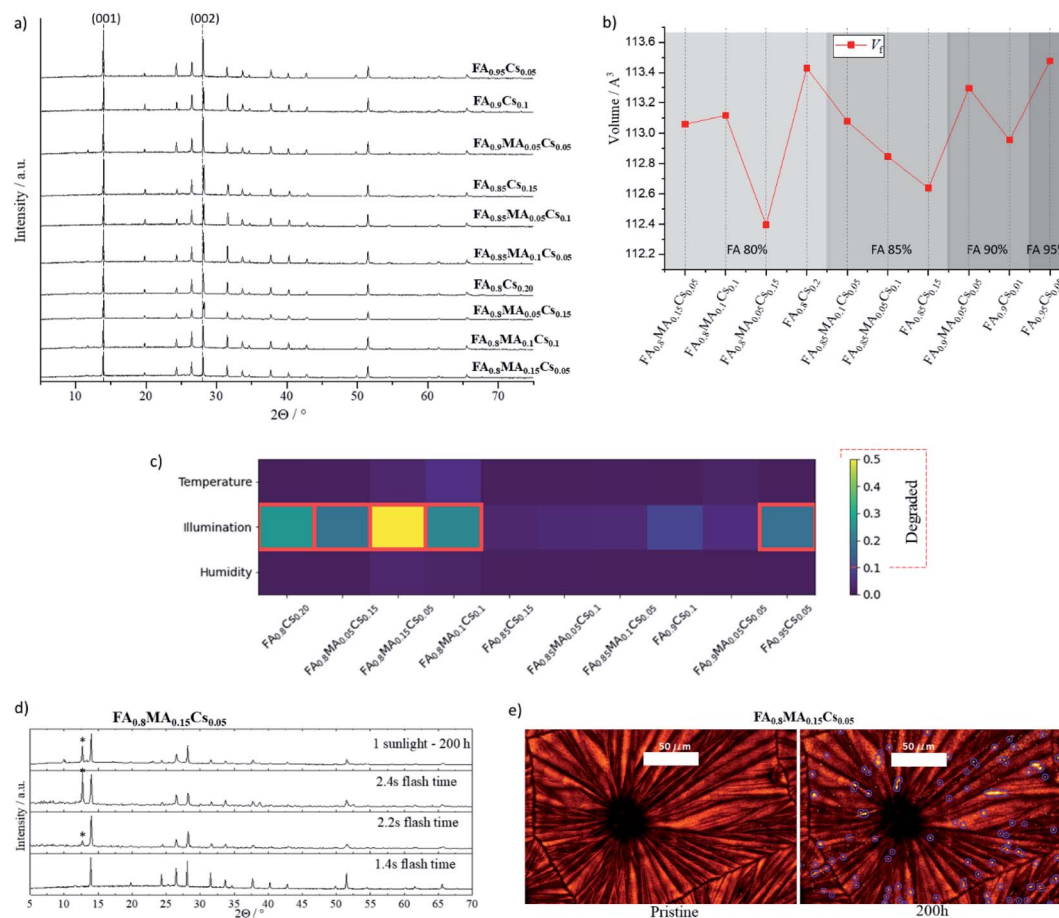 a)
(001)
(002)
FA0.95Cs0.05
FA0.9Cs0.1
FA0.9MA0.05Cs0.05
FA0.85Cs0.15
FA0.85MA0.05Cs0.1
FA0.85MA0.1Cs0.05
FA0.8Cs0.20
FA0.8MA0.05Cs0.15
FA0.8MA0.1Cs0.1
FA0.8MA0.15Cs0.05
Intensity / a.u.
10 20 30 40 50 60 70
2Θ / °
b)
Vf
Volume / A³
113.6
113.4
113.2
113.0
112.8
112.6
112.4
112.2
FA 80%
FA 85%
FA 90%
FA 95%
FA0.8MA0.15Cs0.05
FA0.8MA0.1Cs0.1
FA0.8MA0.05Cs0.15
FA0.8Cs0.2
FA0.85MA0.1Cs0.05
FA0.85MA0.05Cs0.1
FA0.85Cs0.15
FA0.9MA0.05Cs0.05
FA0.9Cs0.01
FA0.95Cs0.05
c)
Temperature
Illumination
Humidity
FA0.8Cs0.20
FA0.8MA0.05Cs0.15
FA0.8MA0.15Cs0.05
FA0.8MA0.1Cs0.1
FA0.85Cs0.15
FA0.85MA0.05Cs0.1
FA0.85MA0.1Cs0.05
FA0.9Cs0.1
FA0.9MA0.05Cs0.05
FA0.95Cs0.05
0.5
0.4
0.3
0.2
0.1
0.0
Degraded
d)
FA0.8MA0.15Cs0.05
*
1 sunlight - 200 h
*
2.4s flash time
*
2.2s flash time
1.4s flash time
Intensity / a.u.
5 10 15 20 25 30 35 40 45 50 55 60 65 70
2Θ / °
e)
FA0.8MA0.15Cs0.05
50 μm
50 μm
Pristine
200h